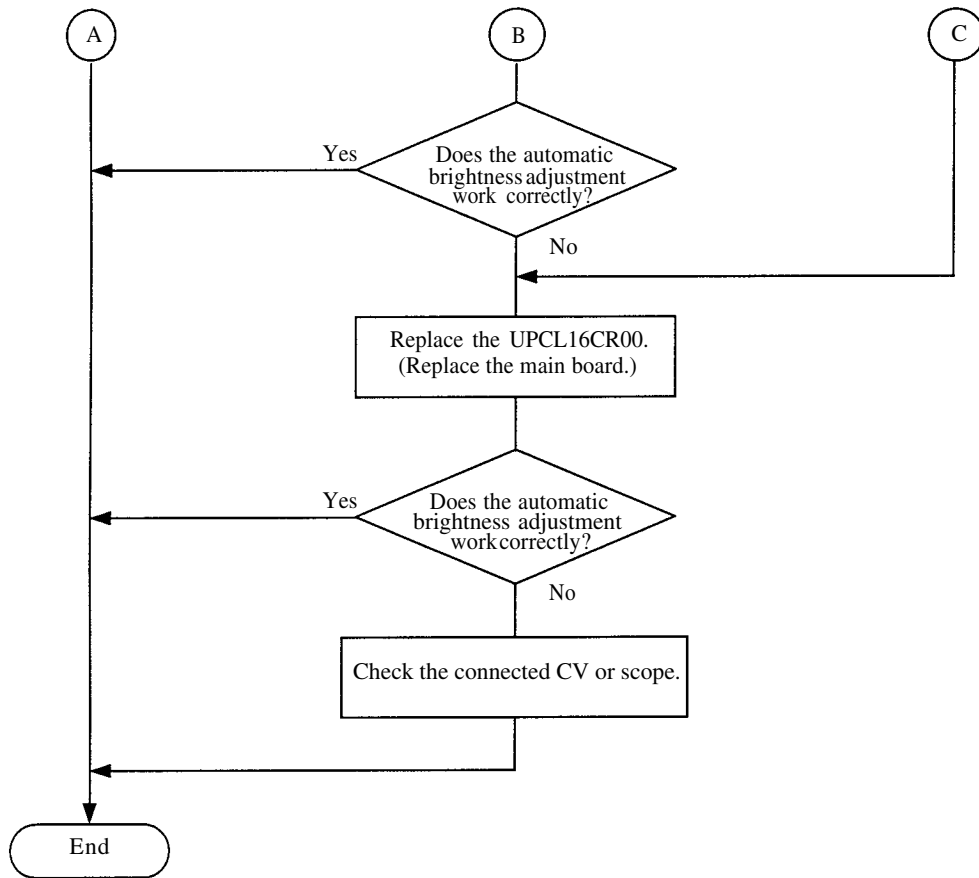 A
B
C
Yes
Does the automatic
brightness adjustment
work correctly?
No
Replace the UPCL16CR00.
(Replace the main board.)
Yes
Does the automatic
brightness adjustment
work correctly?
No
Check the connected CV or scope.
End